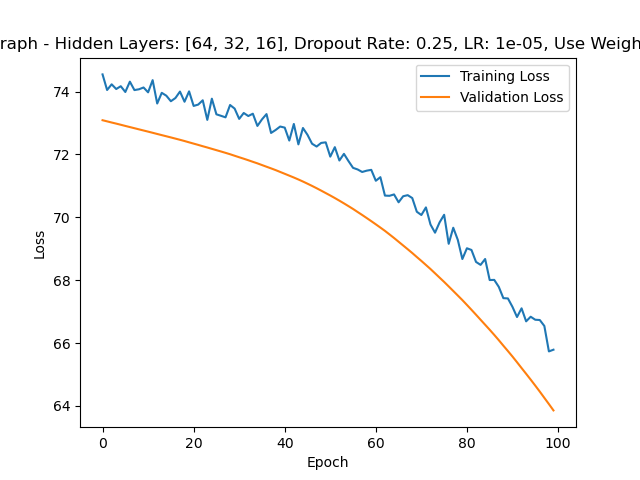 raph - Hidden Layers: [64, 32, 16], Dropout Rate: 0.25, LR: 1e-05, Use Weigh
Training Loss
Validation Loss
Loss
74
72
70
68
66
64
0 20 40 60 80 100
Epoch